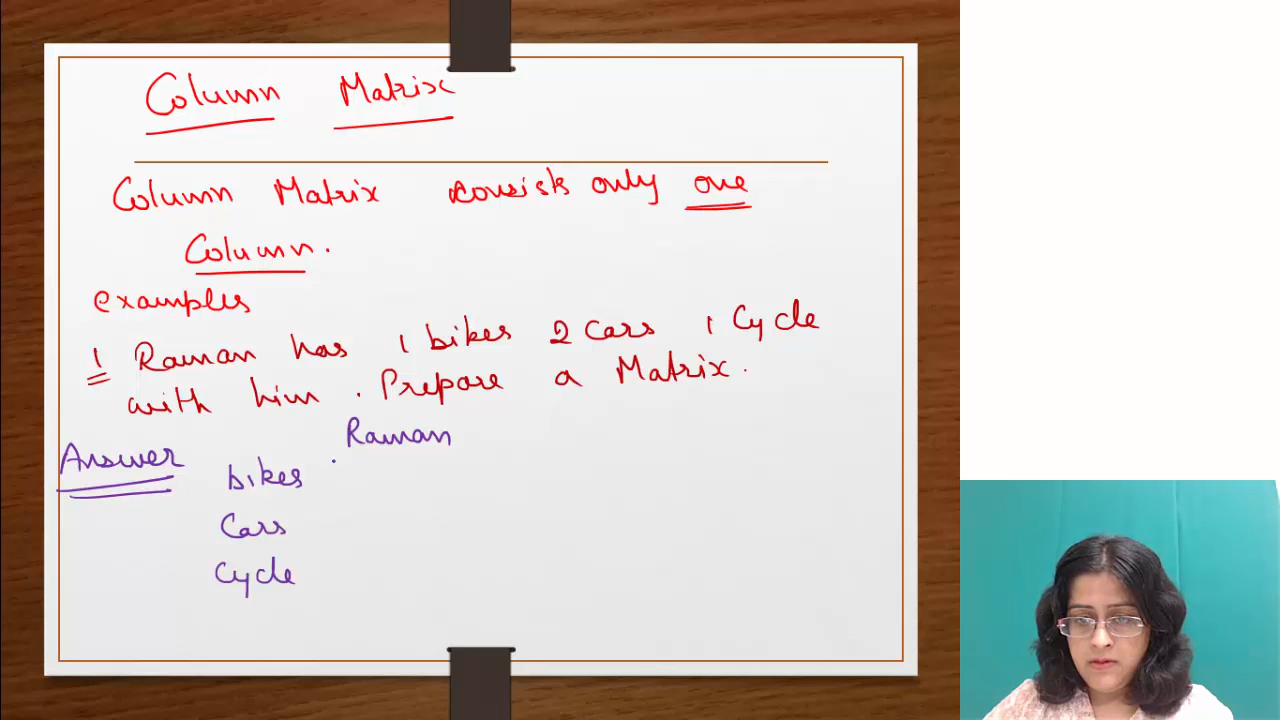 Column Matrix
Column Matrix consists only one
Column.
examples
1 Raman has 1 bikes 2 Cars 1 Cycle
with him. Prepare a Matrix.
Raman
Answer bikes
Cars
Cycle